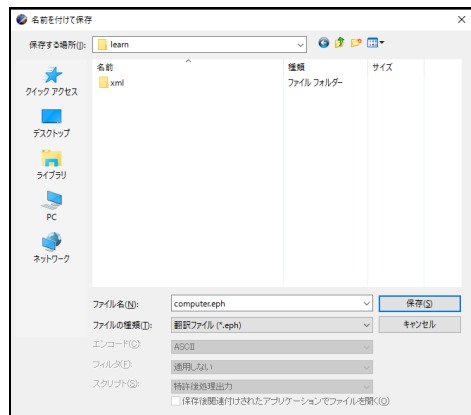 名前を付けて保存
保存する場所(I):
learn
名前
種類
サイズ
xml
ファイル フォルダー
クイック アクセス
デスクトップ
ライブラリ
PC
ネットワーク
ファイル名(N):
computer.eph
保存(S)
ファイルの種類(T):
翻訳ファイル (*.eph)
キャンセル
エンコード(C):
ASCII
フィルタ(F):
適用しない
スクリプト(S):
特許後処理出力
保存後関連付けされたアプリケーションでファイルを開く(O)